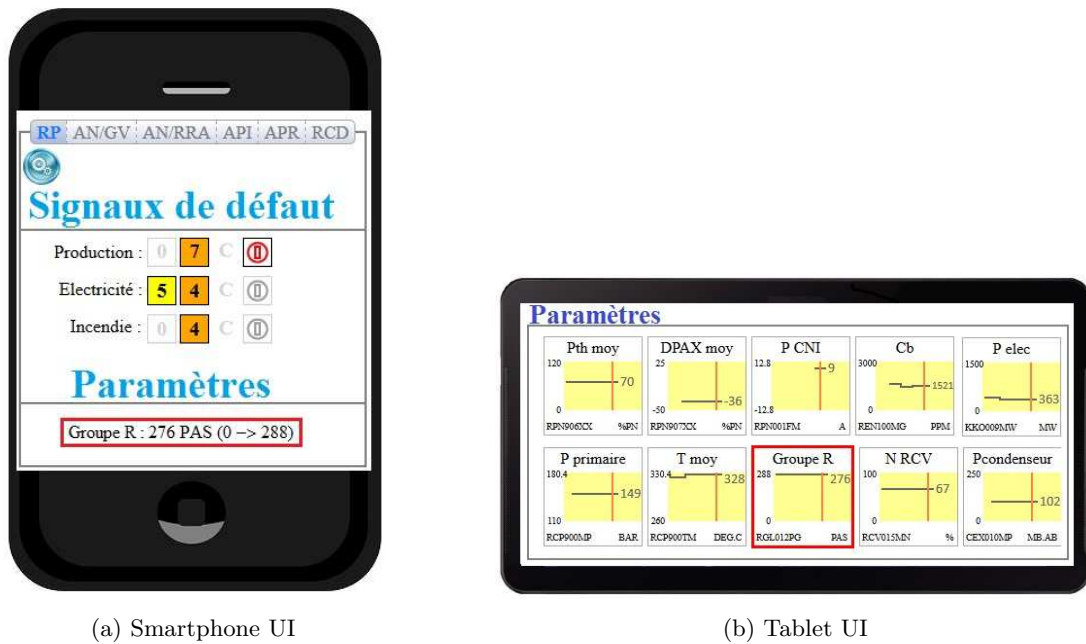 RP AN/GV AN/RRA API APR RCD
Signaux de défaut
Production : 0 7 C
Electricité : 5 4 C
Incendie : 0 4 C
Paramètres
Groupe R : 276 PAS (0 –> 288)
(a) Smartphone UI
Paramètres
Pth moy
120
70
0
RPN906XX %PN
DPAX moy
25
-36
-50
RPN907XX %PN
P CNI
12.8
9
-12.8
RPN001FM A
Cb
3000
1521
0
REN100MG PPM
P elec
1500
363
0
KKO009MW MW
P primaire
180.4
149
110
RCP900MP BAR
T moy
330.4
328
260
RCP900TM DEG.C
Groupe R
288
276
0
RGL012PG PAS
N RCV
100
67
0
RCV015MN %
Pcondenseur
250
102
0
CEX010MP MB.AB
(b) Tablet UI